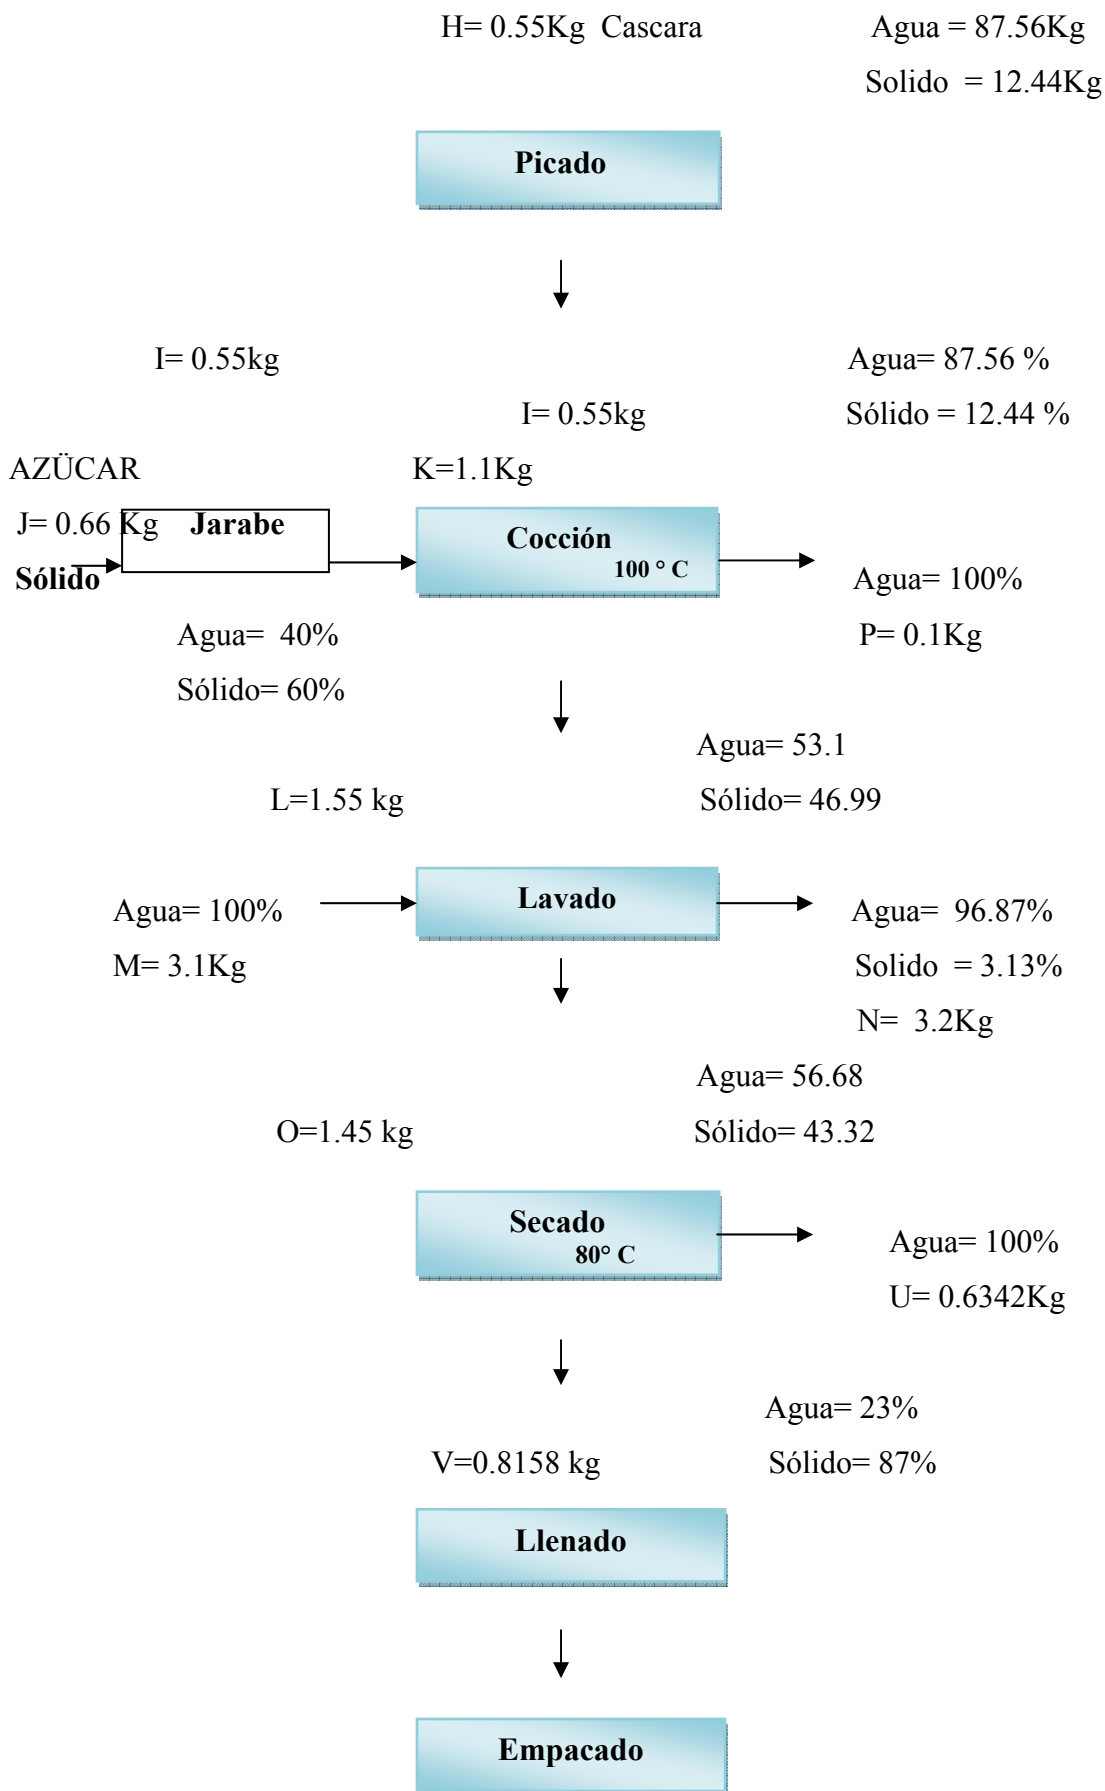 H= 0.55Kg  Cascara
Agua = 87.56Kg
Solido  = 12.44Kg
Picado
I= 0.55kg
Agua= 87.56 %
I= 0.55kg
Sólido = 12.44 %
AZÜCAR
K=1.1Kg
J= 0.66 Kg
Jarabe
Cocción
100 ° C
Sólido
Agua= 100%
Agua=  40%
P= 0.1Kg
Sólido= 60%
Agua= 53.1
L=1.55 kg
Sólido= 46.99
Lavado
Agua= 100%
Agua=  96.87%
M= 3.1Kg
Solido  = 3.13%
N=  3.2Kg
Agua= 56.68
O=1.45 kg
Sólido= 43.32
Secado
80° C
Agua= 100%
U= 0.6342Kg
Agua= 23%
V=0.8158 kg
Sólido= 87%
Llenado
Empacado